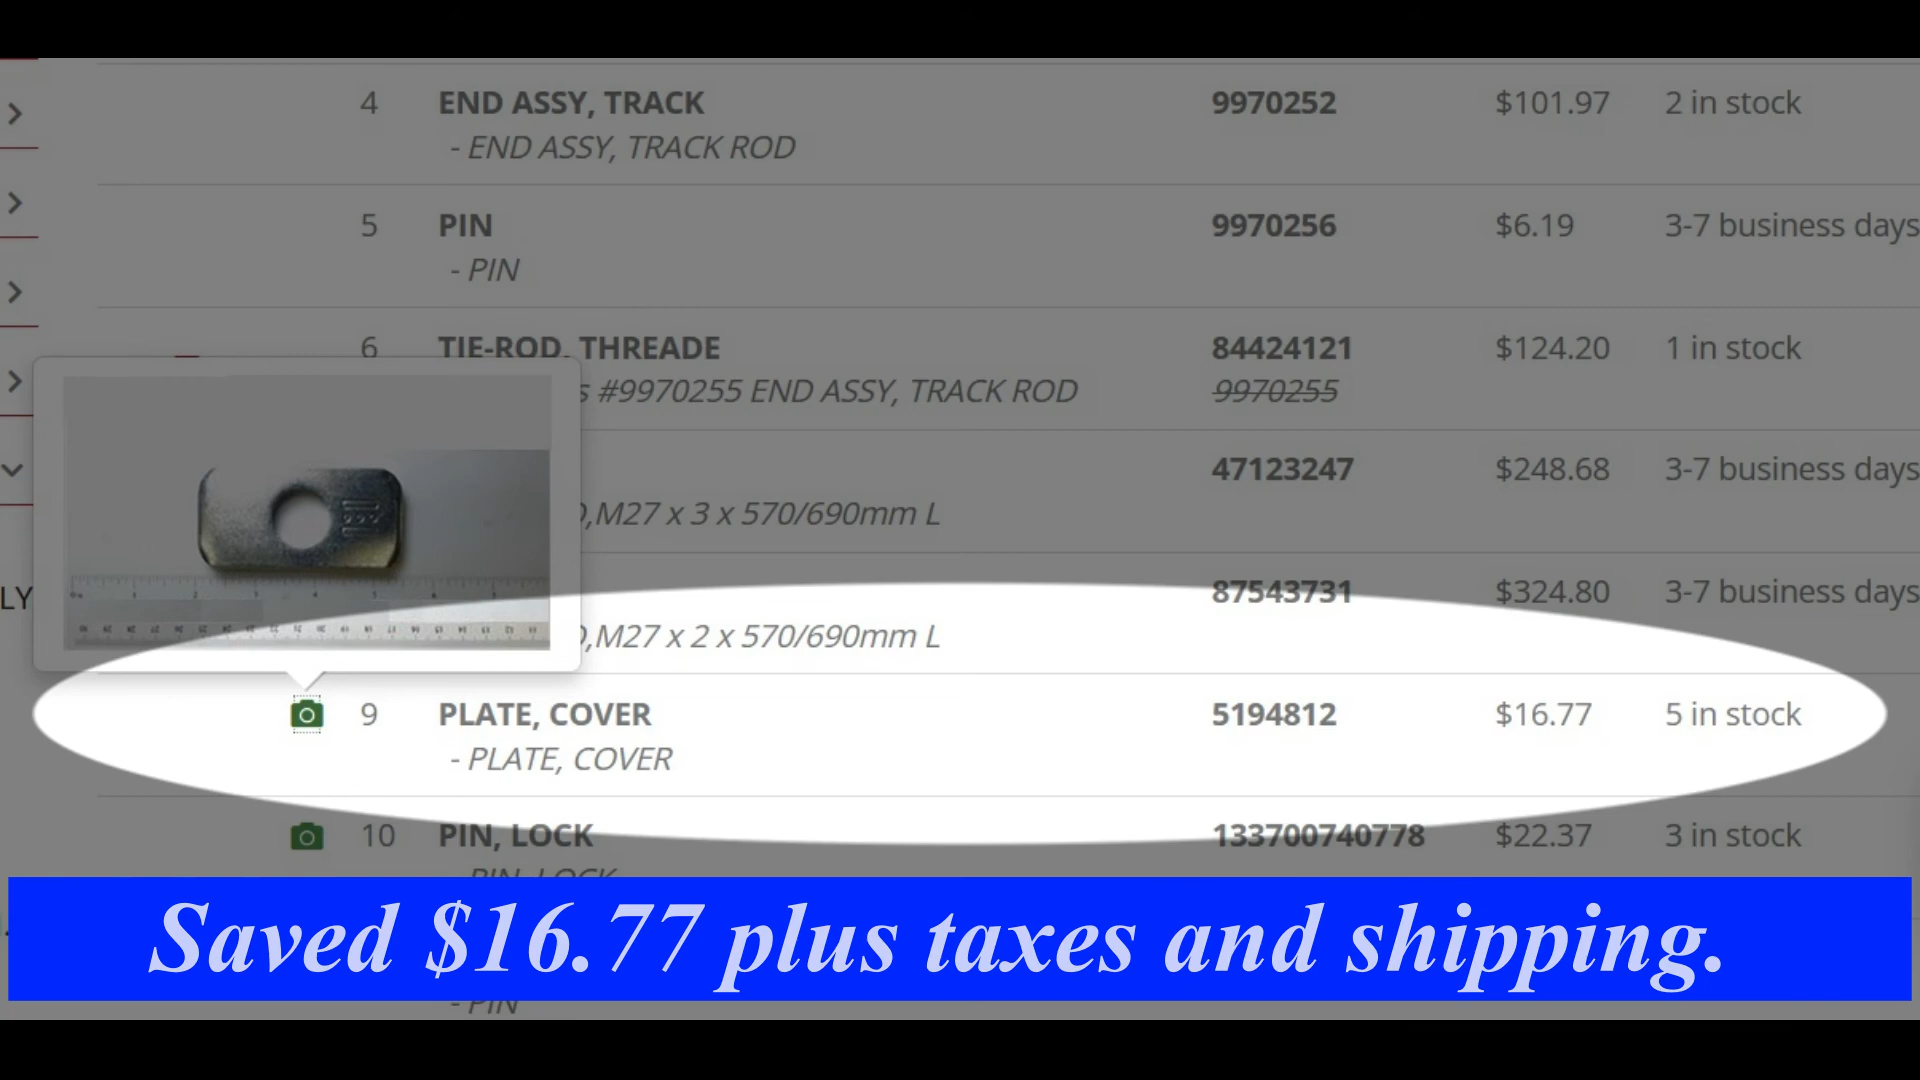 4 END ASSY, TRACK 9970252 $101.97 2 in stock
- END ASSY, TRACK ROD
5 PIN 9970256 $6.19 3-7 business days
- PIN
6 TIE-ROD, THREADE 84424121 $124.20 1 in stock
s #9970255 END ASSY, TRACK ROD 9970255
47123247 $248.68 3-7 business days
,M27 x 3 x 570/690mm L
LY 87543731 $324.80 3-7 business days
,M27 x 2 x 570/690mm L
9 PLATE, COVER 5194812 $16.77 5 in stock
- PLATE, COVER
10 PIN, LOCK 133700740778 $22.37 3 in stock
- PIN, LOCK
Saved $16.77 plus taxes and shipping.
- PIN